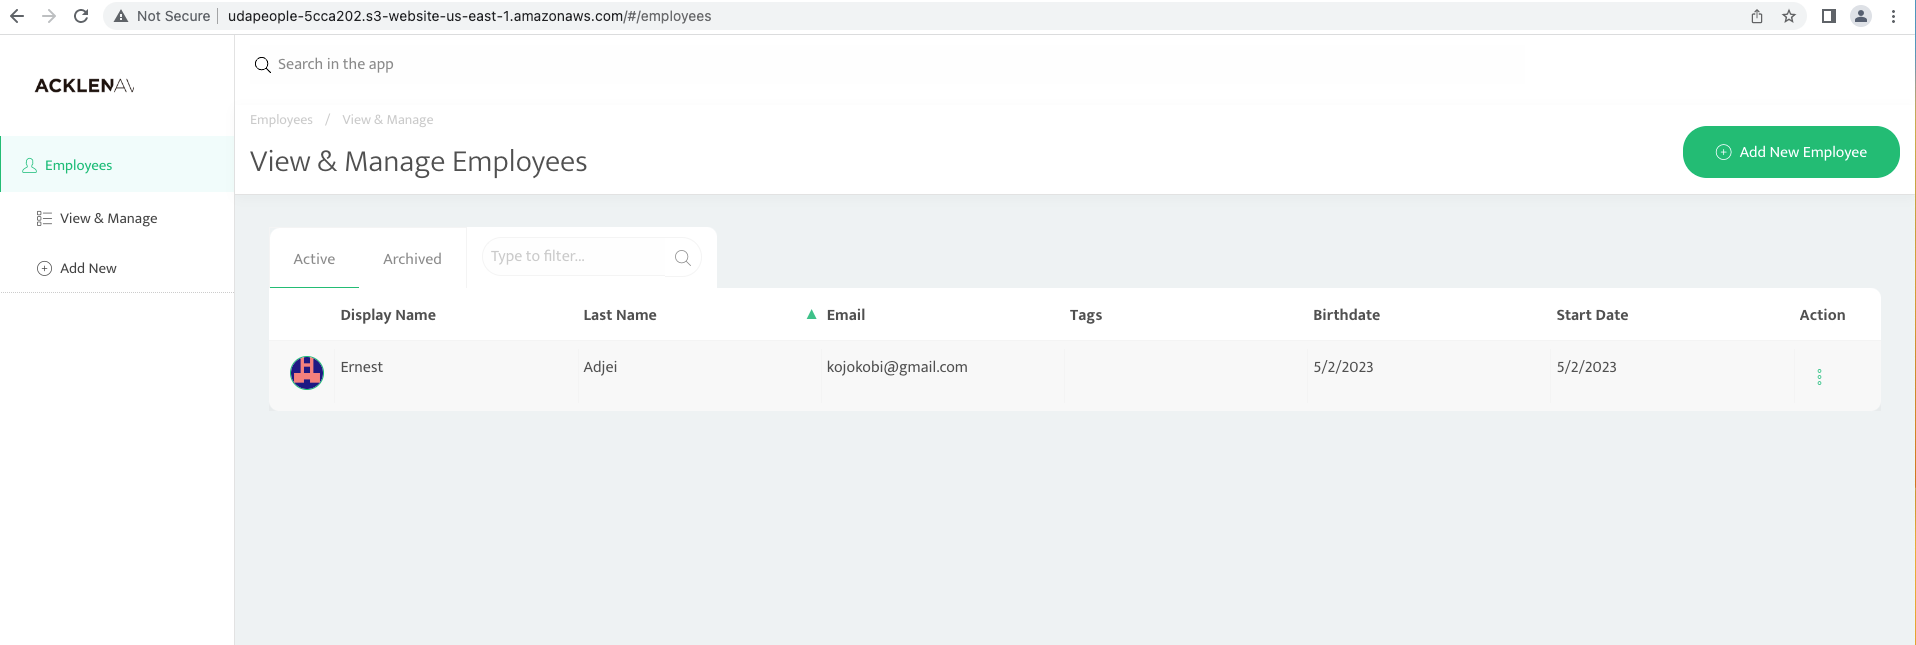 Not Secure udapeople-5cca202.s3-website-us-east-1.amazonaws.com/#/employees
ACKLENAV
Search in the app
Employees / View & Manage
View & Manage Employees
Add New Employee
Employees
View & Manage
Add New
Active Archived Type to filter...
Display Name Last Name Email Tags Birthdate Start Date Action
Ernest Adjei kojokobi@gmail.com 5/2/2023 5/2/2023